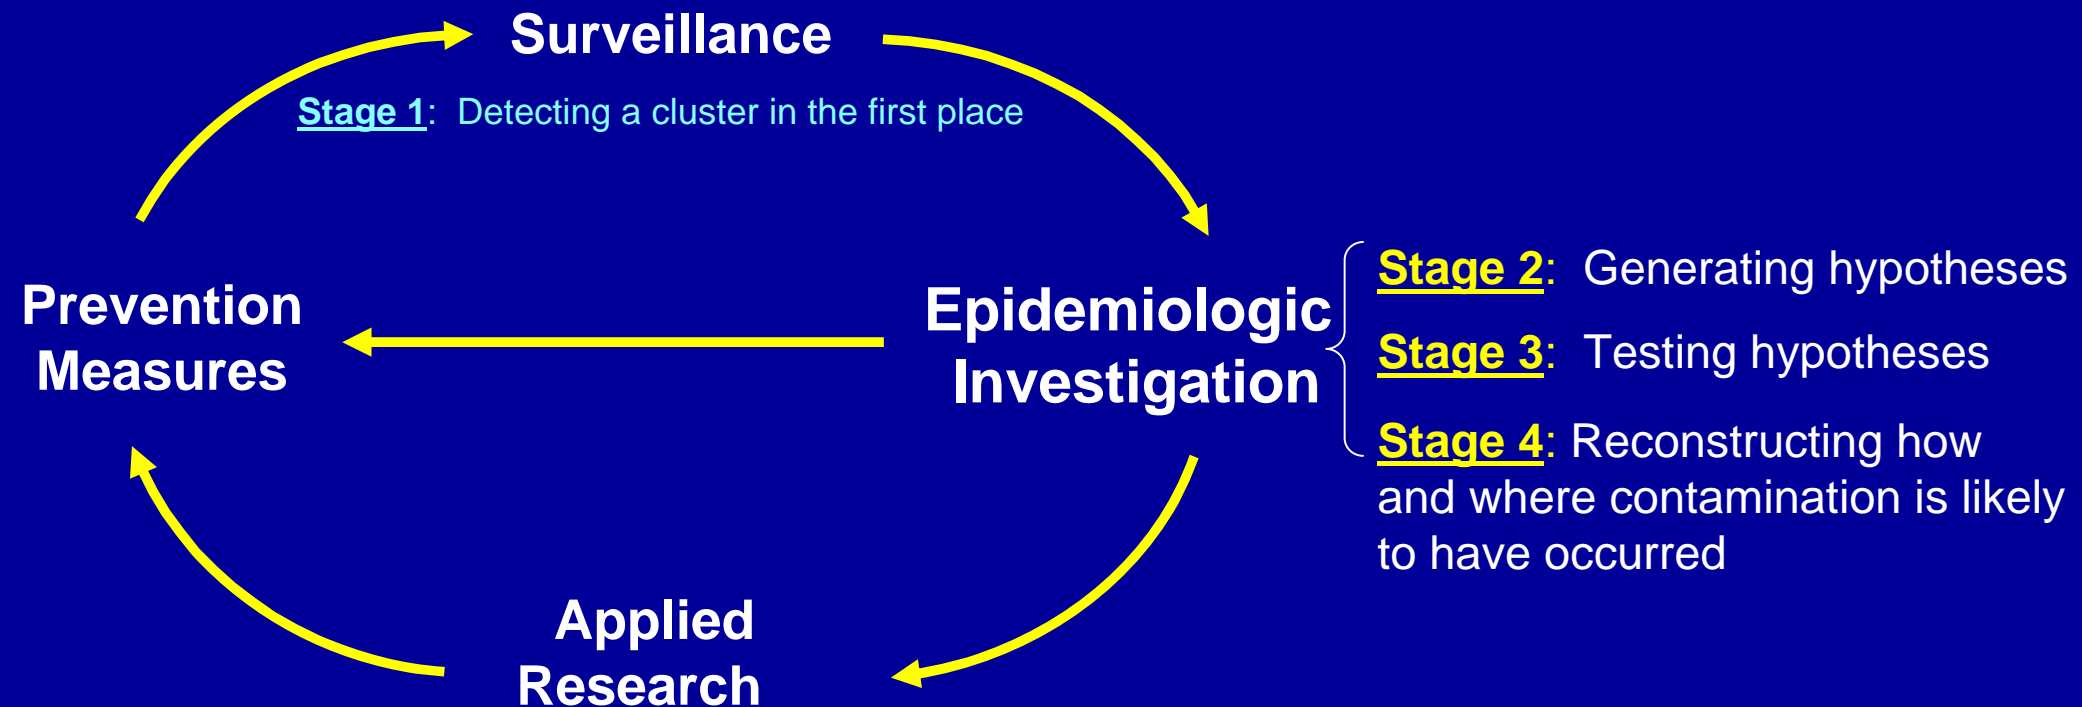 Surveillance
Stage 1: Detecting a cluster in the first place
Prevention
Measures
Epidemiologic
Investigation
Stage 2: Generating hypotheses
Stage 3: Testing hypotheses
Stage 4: Reconstructing how
and where contamination is likely
to have occurred
Applied
Research